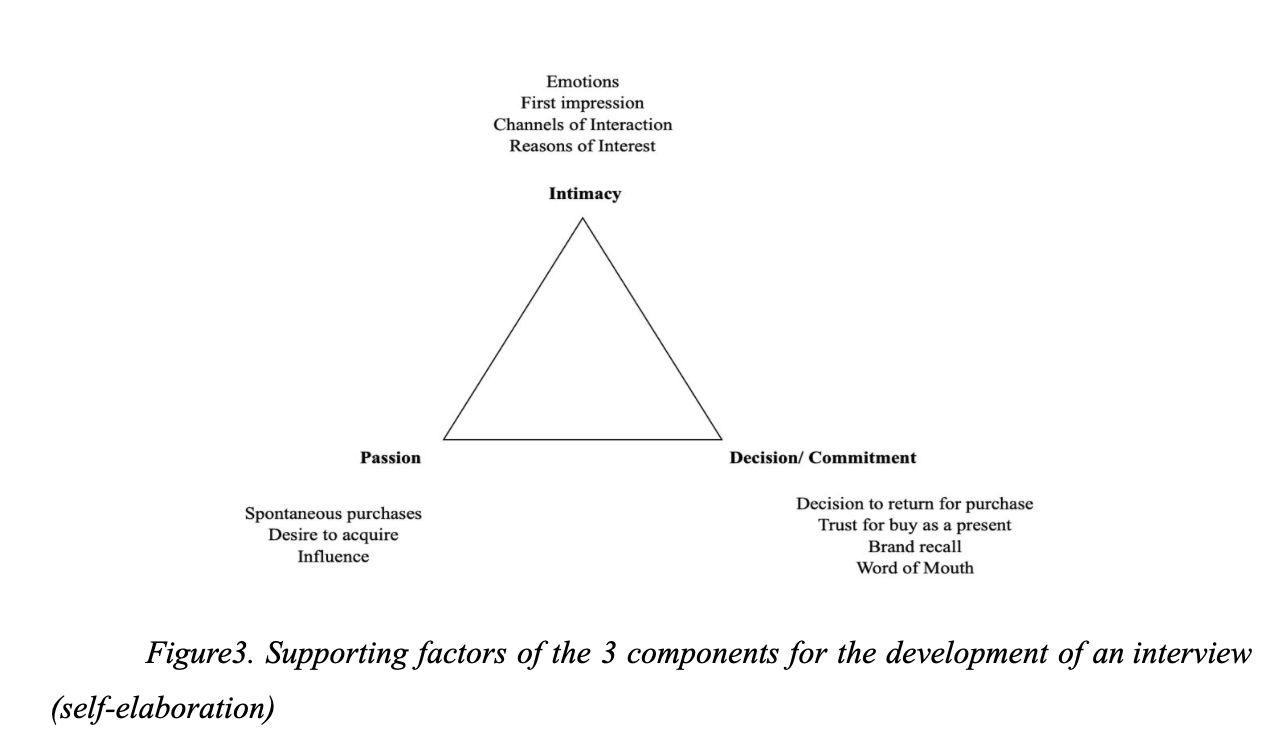 Emotions
First impression
Channels of Interaction
Reasons of Interest
Intimacy
Passion
Decision/ Commitment
Spontaneous purchases
Desire to acquire
Influence
Decision to return for purchase
Trust for buy as a present
Brand recall
Word of Mouth
Figure3. Supporting factors of the 3 components for the development of an interview
(self-elaboration)